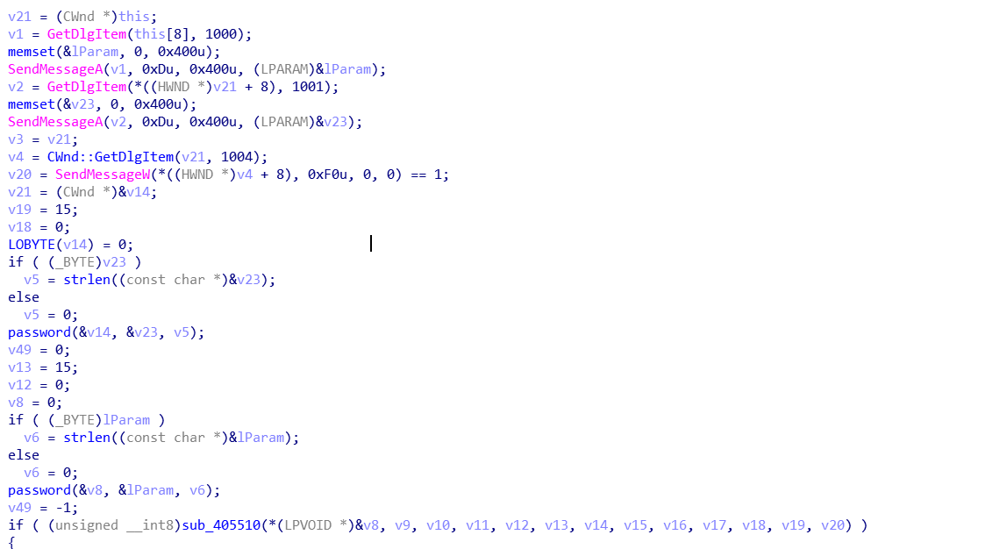 v21 = (CWnd *)this;
v1 = GetDlgItem(this[8], 1000);
memset(&lParam, 0, 0x400u);
SendMessageA(v1, 0xDu, 0x400u, (LPARAM)&lParam);
v2 = GetDlgItem(*((HWND *)v21 + 8), 1001);
memset(&v23, 0, 0x400u);
SendMessageA(v2, 0xDu, 0x400u, (LPARAM)&v23);
v3 = v21;
v4 = CWnd::GetDlgItem(v21, 1004);
v20 = SendMessageW(*((HWND *)v4 + 8), 0xF0u, 0, 0) == 1;
v21 = (CWnd *)&v14;
v19 = 15;
v18 = 0;
LOBYTE(v14) = 0;
if ( (_BYTE)v23 )
  v5 = strlen((const char *)&v23);
else
  v5 = 0;
password(&v14, &v23, v5);
v49 = 0;
v13 = 15;
v12 = 0;
v8 = 0;
if ( (_BYTE)lParam )
  v6 = strlen((const char *)&lParam);
else
  v6 = 0;
password(&v8, &lParam, v6);
v49 = -1;
if ( (unsigned __int8)sub_405510(*(LPVOID *)&v8, v9, v10, v11, v12, v13, v14, v15, v16, v17, v18, v19, v20) )
{